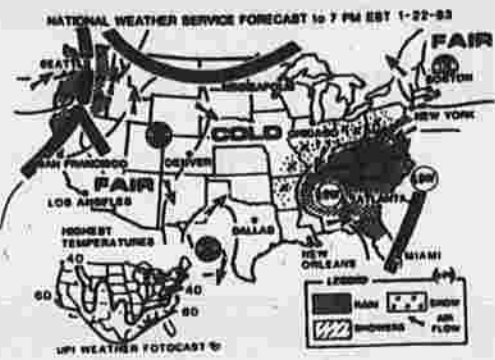 NATIONAL WEATHER SERVICE FORECAST to 7 PM EST 1-22-83
FAIR
SEATTLE
BOSTON
MINNEAPOLIS
NEW YORK
COLD
CHICAGO
SAN FRANCISCO
DENVER
FAIR
LOW
ATLANTA
LOW
LOS ANGELES
HIGHEST
TEMPERATURES
DALLAS
NEW
ORLEANS
MIAMI
40
40
60
60
LEGEND
RAIN
SNOW
SHOWERS
AIR
FLOW
UPI WEATHER FOTOCAST ©